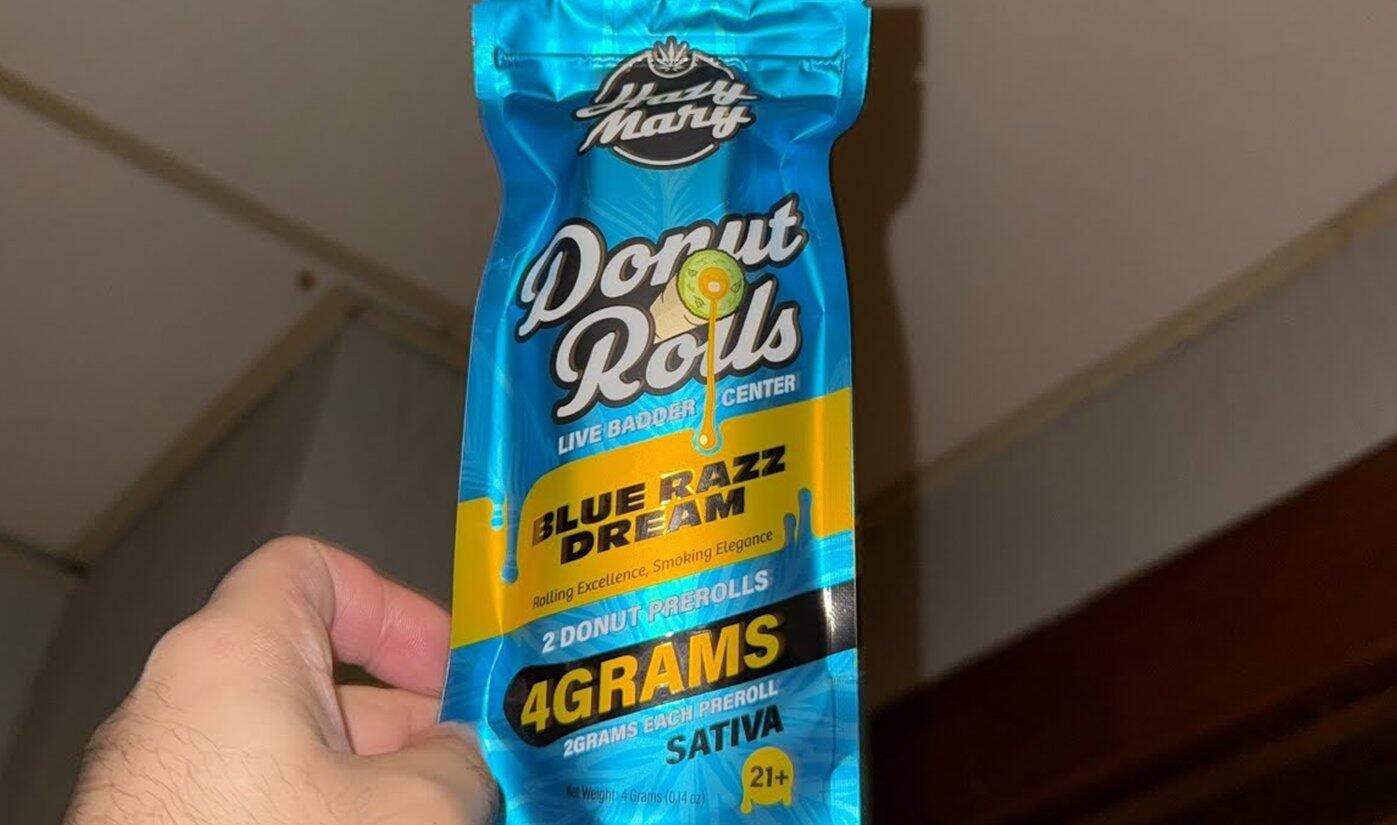 Hazy
Mary
Donut
Rolls
LIVE BADDER CENTER
BLUE RAZZ
DREAM
Rolling Excellence, Smoking Elegance
2 DONUT PREROLLS
4GRAMS
2GRAMS EACH PREROLL
SATIVA
21+
Net Weight: 4 Grams (0.14 oz)